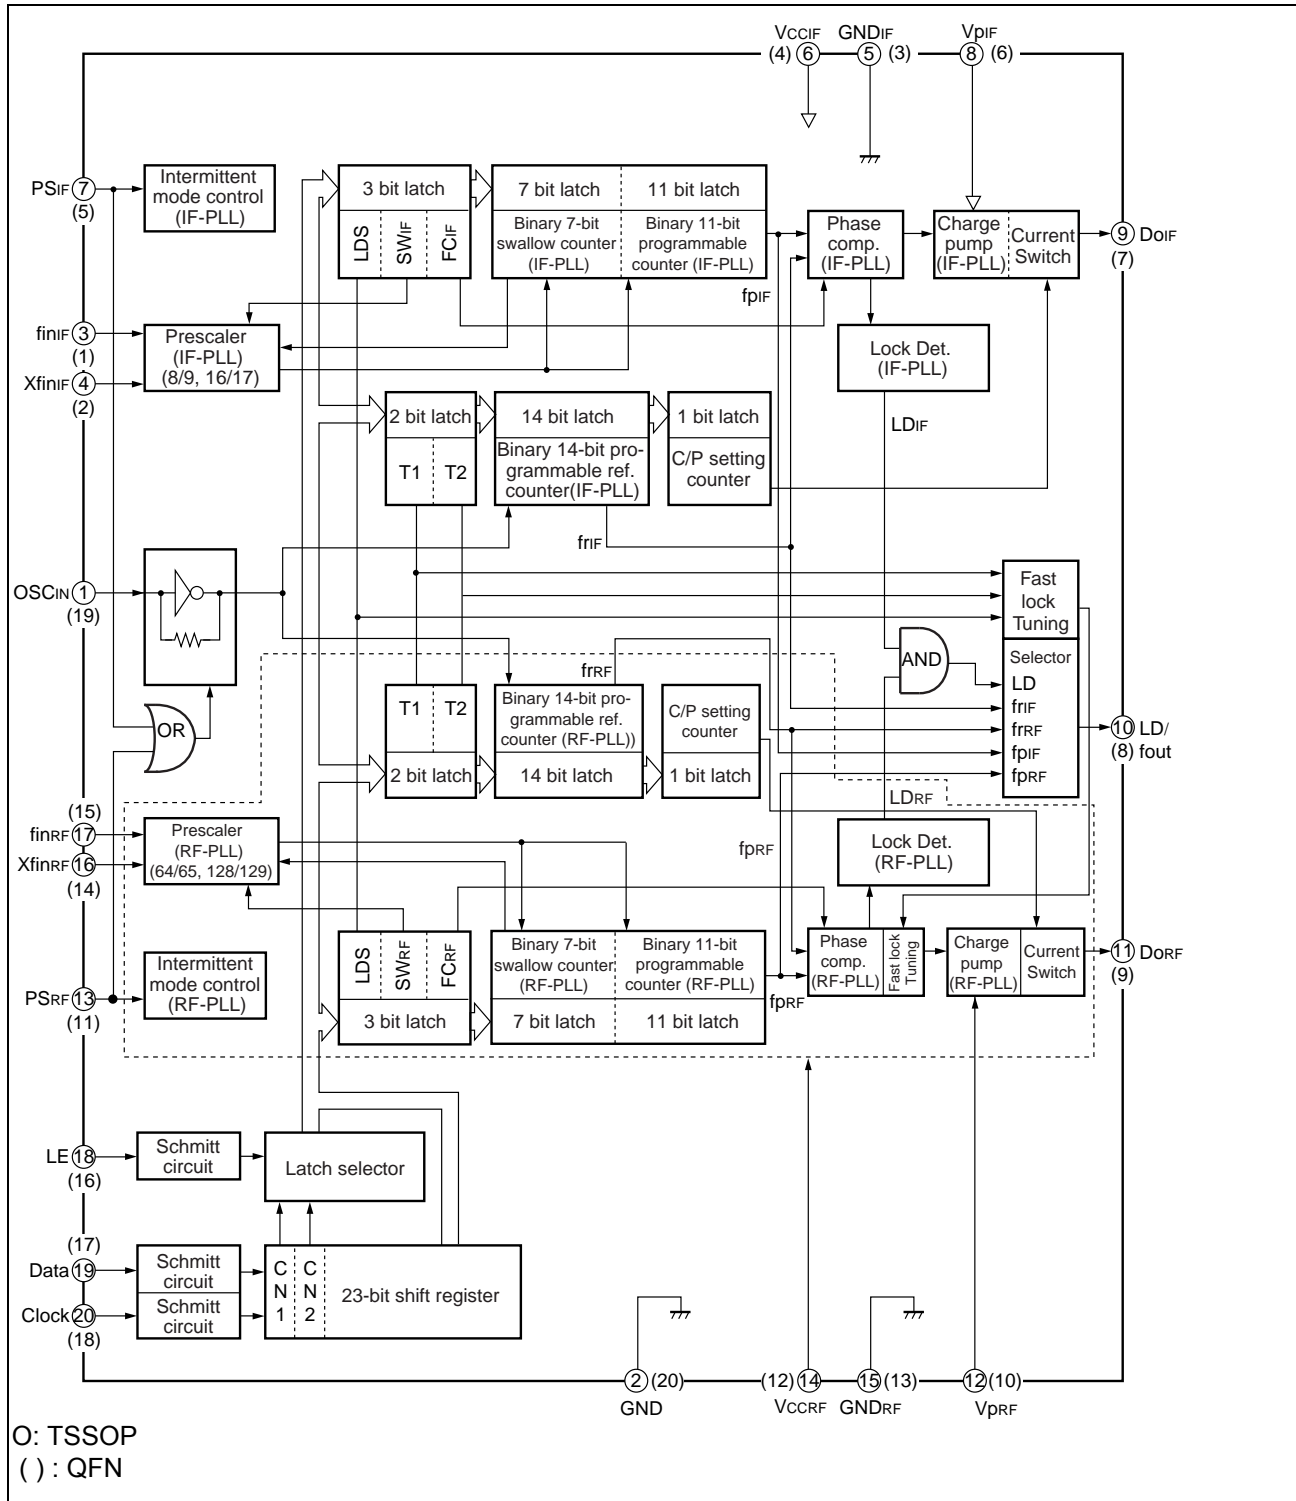 VCCIF GNDIF VpIF
(4) 6 5 (3) 8 (6)
PSIF 7
(5)
Intermittent
mode control
(IF-PLL)
3 bit latch
LDS
SWIF
FCIF
7 bit latch
11 bit latch
Binary 7-bit
swallow counter
(IF-PLL)
Binary 11-bit
programmable
counter (IF-PLL)
fpIF
Phase
comp.
(IF-PLL)
Charge
pump
(IF-PLL)
Current
Switch
9 DoIF
(7)
finIF 3
(1)
XfinIF 4
(2)
Prescaler
(IF-PLL)
(8/9, 16/17)
Lock Det.
(IF-PLL)
LDIF
2 bit latch
T1 T2
14 bit latch
Binary 14-bit pro-
grammable ref.
counter(IF-PLL)
1 bit latch
C/P setting
counter
frIF
OSCIN 1
(19)
OR
Fast
lock
Tuning
AND
Selector
LD
frIF
frRF
fpIF
fpRF
10 LD/
(8) fout
frRF
T1 T2
2 bit latch
Binary 14-bit pro-
grammable ref.
counter (RF-PLL))
14 bit latch
C/P setting
counter
1 bit latch
LDRF
(15)
finRF 17
XfinRF 16
(14)
Prescaler
(RF-PLL)
(64/65, 128/129)
fpRF
Lock Det.
(RF-PLL)
PSRF 13
(11)
Intermittent
mode control
(RF-PLL)
LDS
SWRF
FCRF
3 bit latch
Binary 7-bit
swallow counter
(RF-PLL)
Binary 11-bit
programmable
counter (RF-PLL)
7 bit latch
11 bit latch
fpRF
Phase
comp.
(RF-PLL)
Fast lock
Tuning
Charge
pump
(RF-PLL)
Current
Switch
11 DoRF
(9)
LE 18
(16)
Schmitt
circuit
Latch selector
(17)
Data 19
Clock 20
(18)
Schmitt
circuit
Schmitt
circuit
C
N
1
C
N
2
23-bit shift register
2 (20) (12) 14 15 (13) 12 (10)
GND VCCRF GNDRF VpRF
O: TSSOP
( ) : QFN